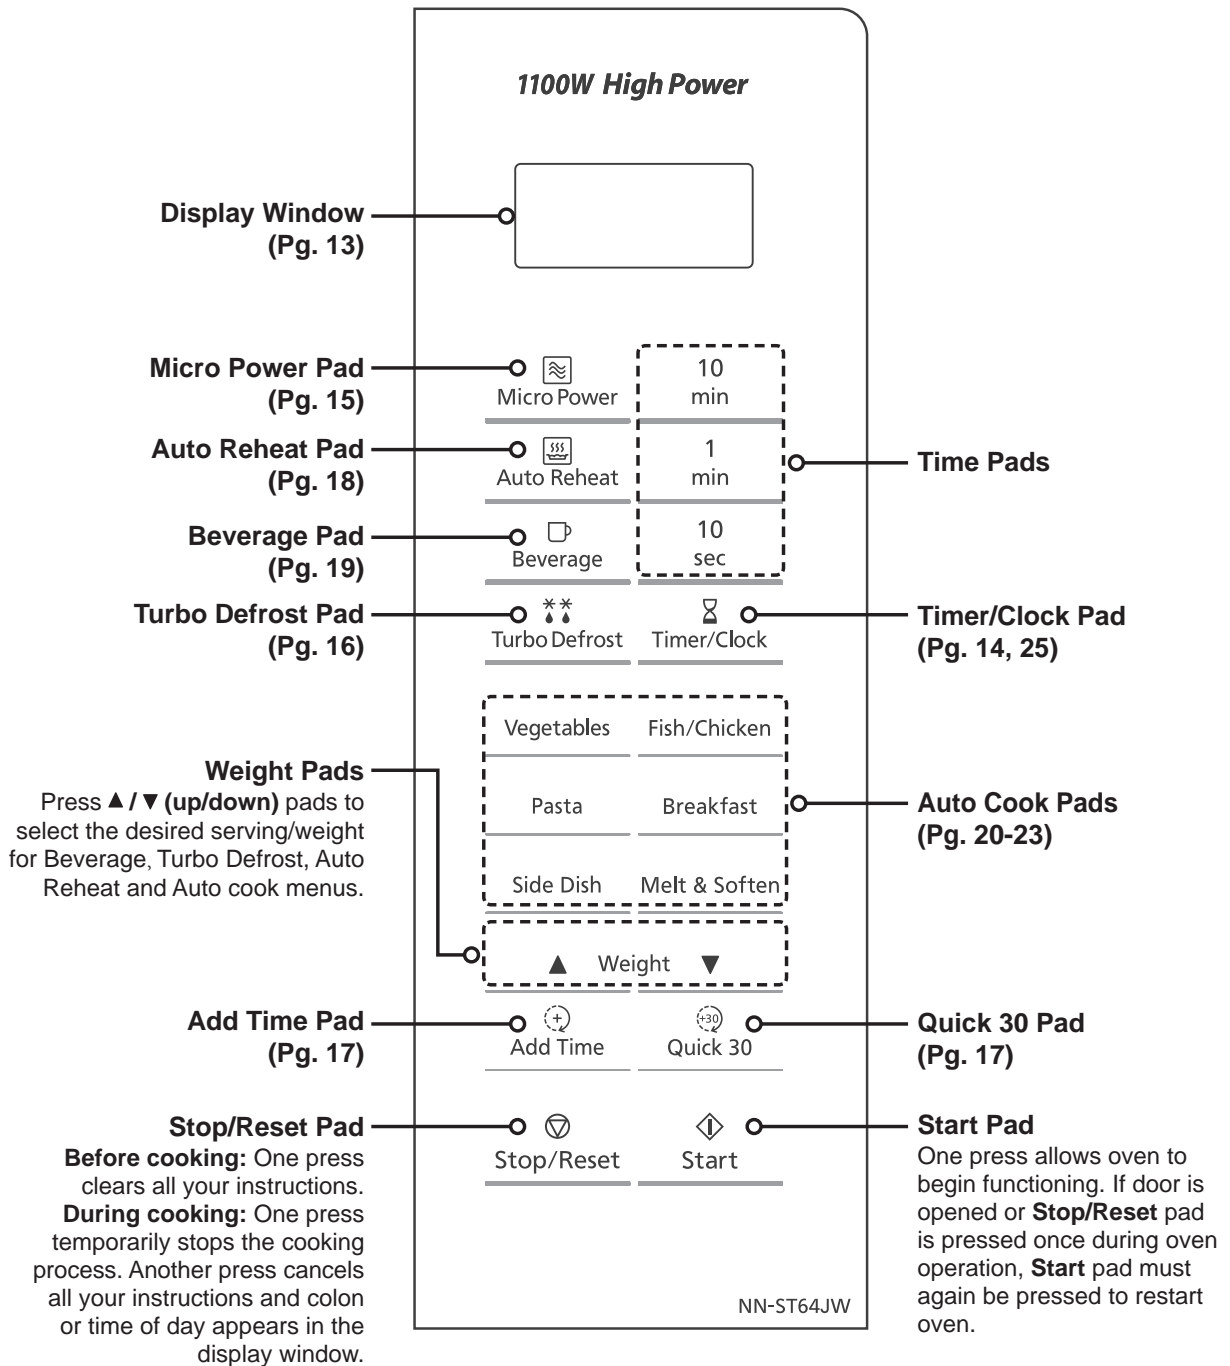 1100W High Power
Display Window
(Pg. 13)
Micro Power Pad
(Pg. 15)
Micro Power
10
min
Auto Reheat Pad
(Pg. 18)
Auto Reheat
1
min
Time Pads
Beverage Pad
(Pg. 19)
Beverage
10
sec
Turbo Defrost Pad
(Pg. 16)
Turbo Defrost
Timer/Clock
Timer/Clock Pad
(Pg. 14, 25)
Vegetables
Fish/Chicken
Pasta
Breakfast
Side Dish
Melt & Soften
Auto Cook Pads
(Pg. 20-23)
Weight Pads
Press ▲ / ▼ (up/down) pads to
select the desired serving/weight
for Beverage, Turbo Defrost, Auto
Reheat and Auto cook menus.
▲ Weight ▼
Add Time Pad
(Pg. 17)
+
Add Time
+30
Quick 30
Quick 30 Pad
(Pg. 17)
Stop/Reset Pad
Before cooking: One press
clears all your instructions.
During cooking: One press
temporarily stops the cooking
process. Another press cancels
all your instructions and colon
or time of day appears in the
display window.
Stop/Reset
Start
Start Pad
One press allows oven to
begin functioning. If door is
opened or Stop/Reset pad
is pressed once during oven
operation, Start pad must
again be pressed to restart
oven.
NN-ST64JW